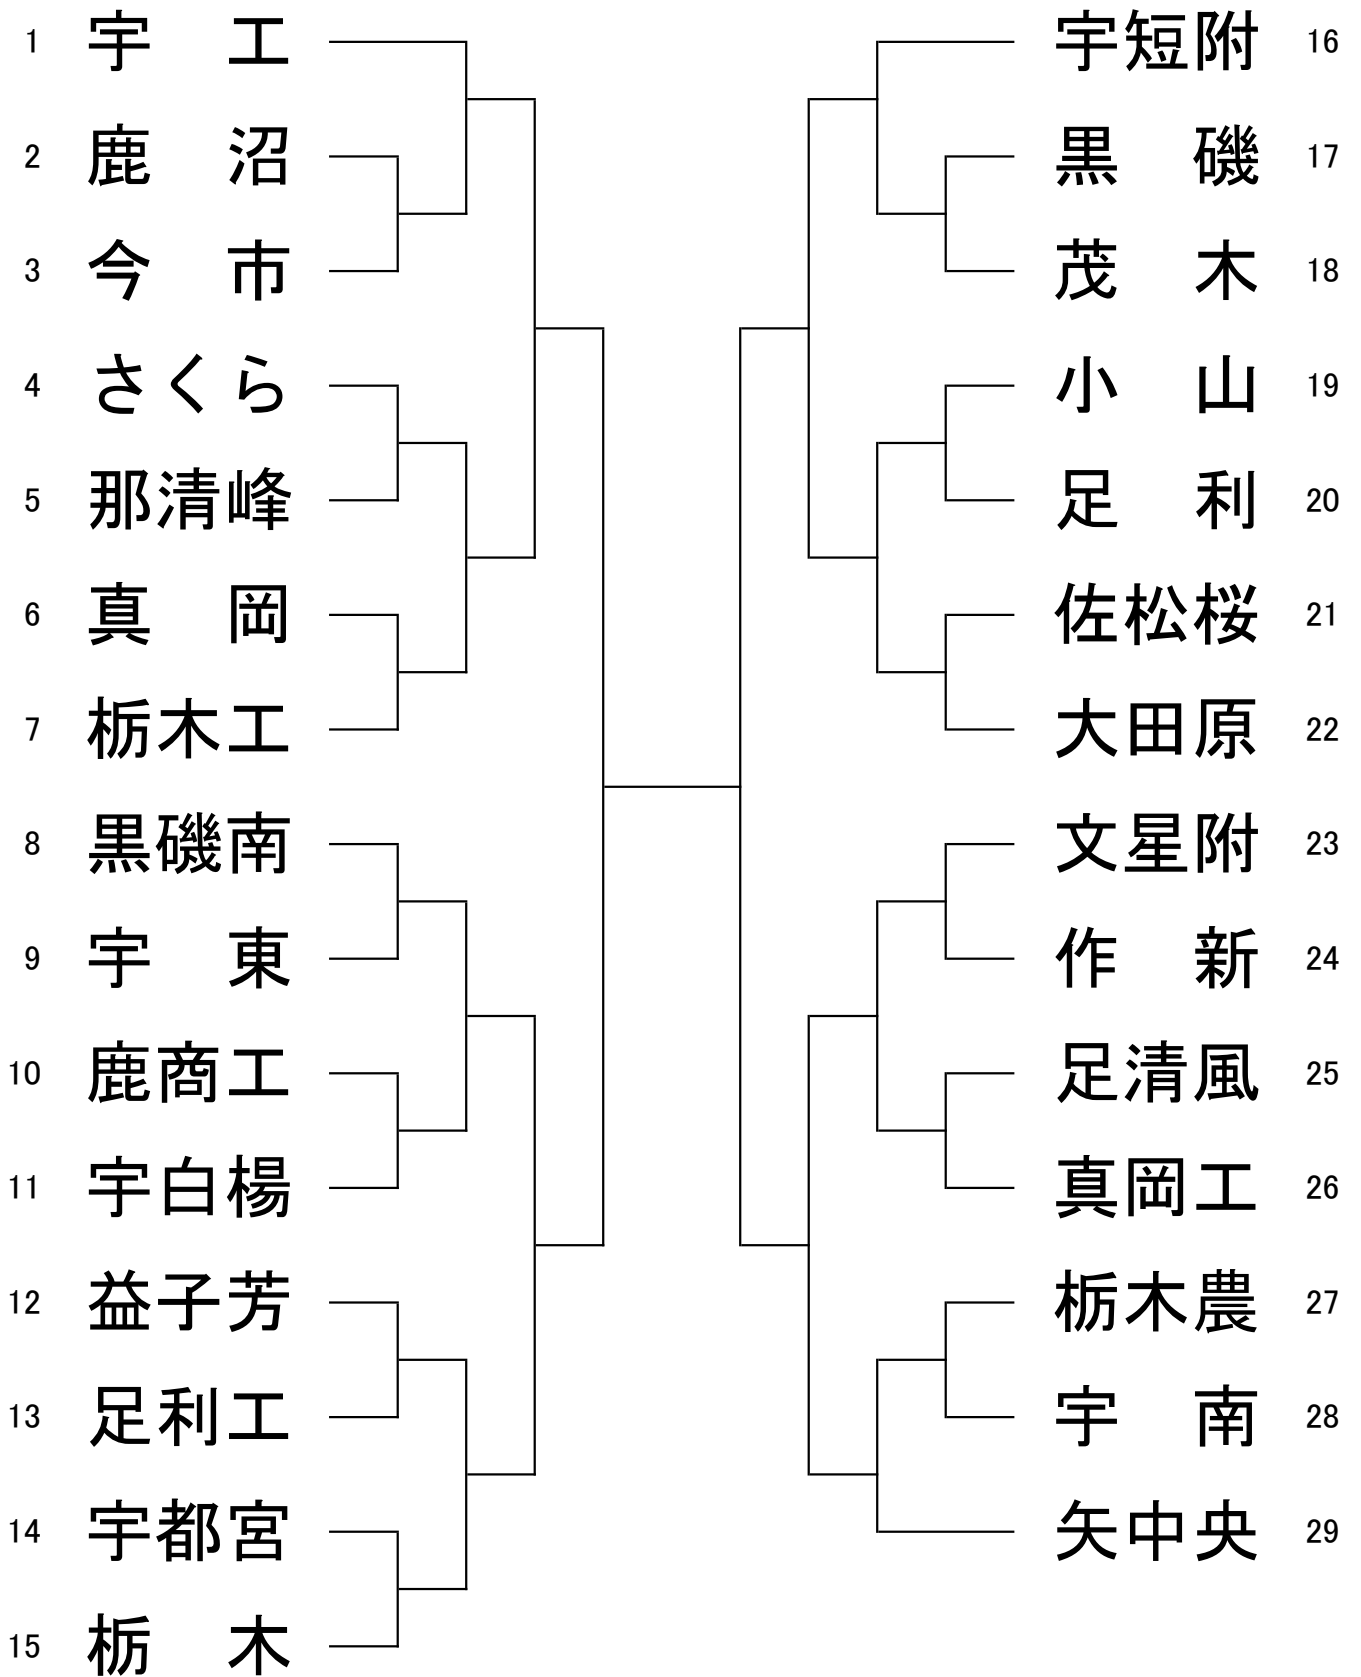 1 宇 工
2 鹿 沼
3 今 市
4 さくら
5 那清峰
6 真 岡
7 栃木工
8 黒磯南
9 宇 東
10 鹿商工
11 宇白楊
12 益子芳
13 足利工
14 宇都宮
15 栃 木
宇短附 16
黒 磯 17
茂 木 18
小 山 19
足 利 20
佐松桜 21
大田原 22
文星附 23
作 新 24
足清風 25
真岡工 26
栃木農 27
宇 南 28
矢中央 29